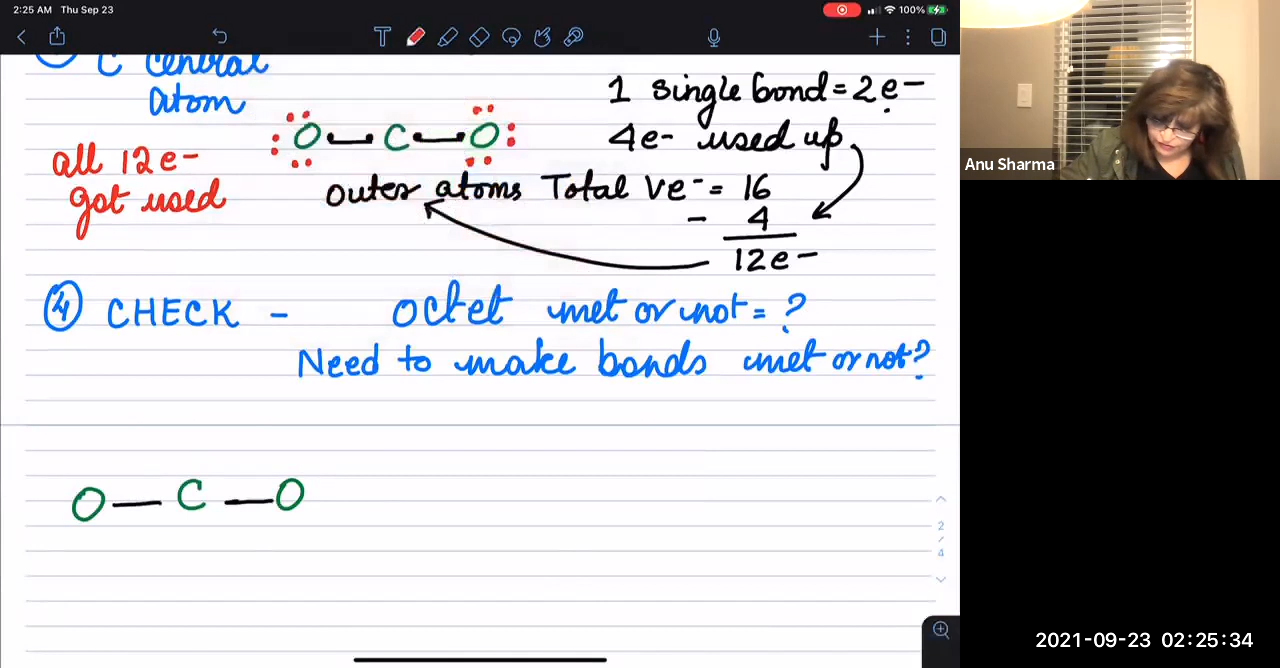 2:25 AM Thu Sep 23
100%
C central
atom
1 single bond = 2e-
:O — C — O:
4e- used up
all 12e-
got used
outer atoms Total Ve- = 16
- 4
12e-
④ CHECK - octet met or not = ?
Need to make bonds met or not?
O — C — O
2
/
4
Anu Sharma
2021-09-23 02:25:34